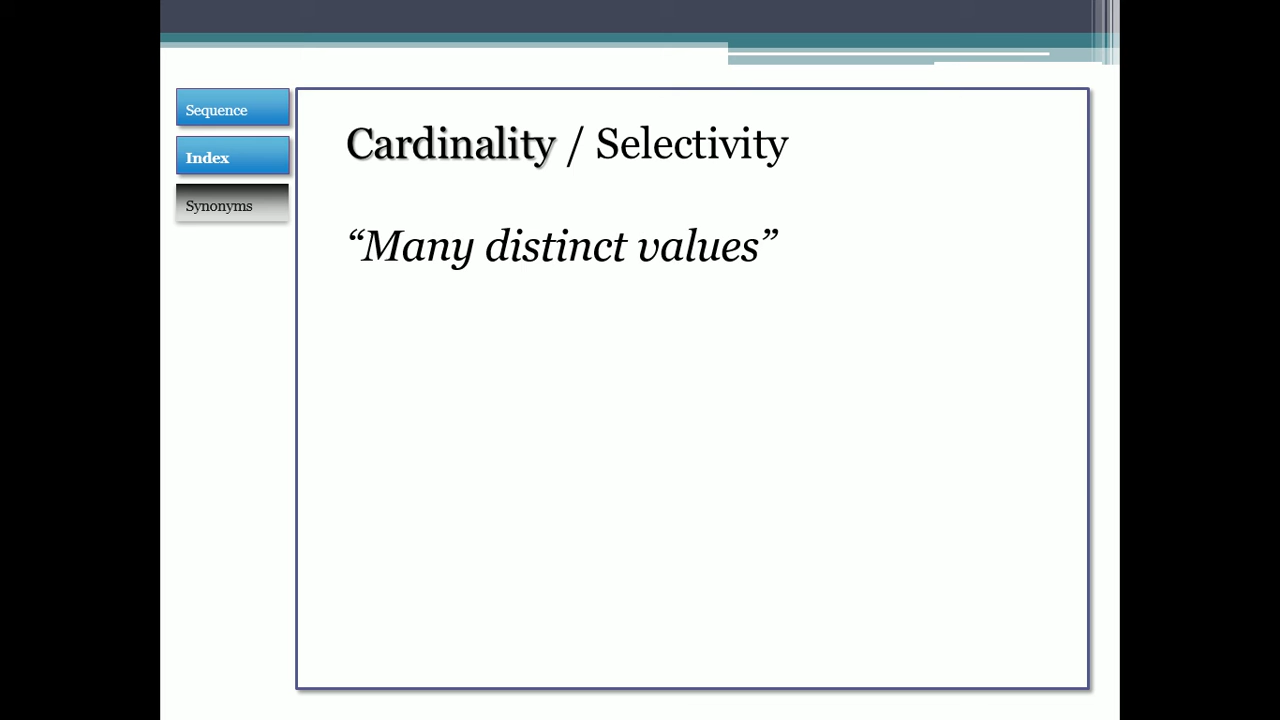 Sequence
Index
Synonyms
Cardinality / Selectivity
“Many distinct values”